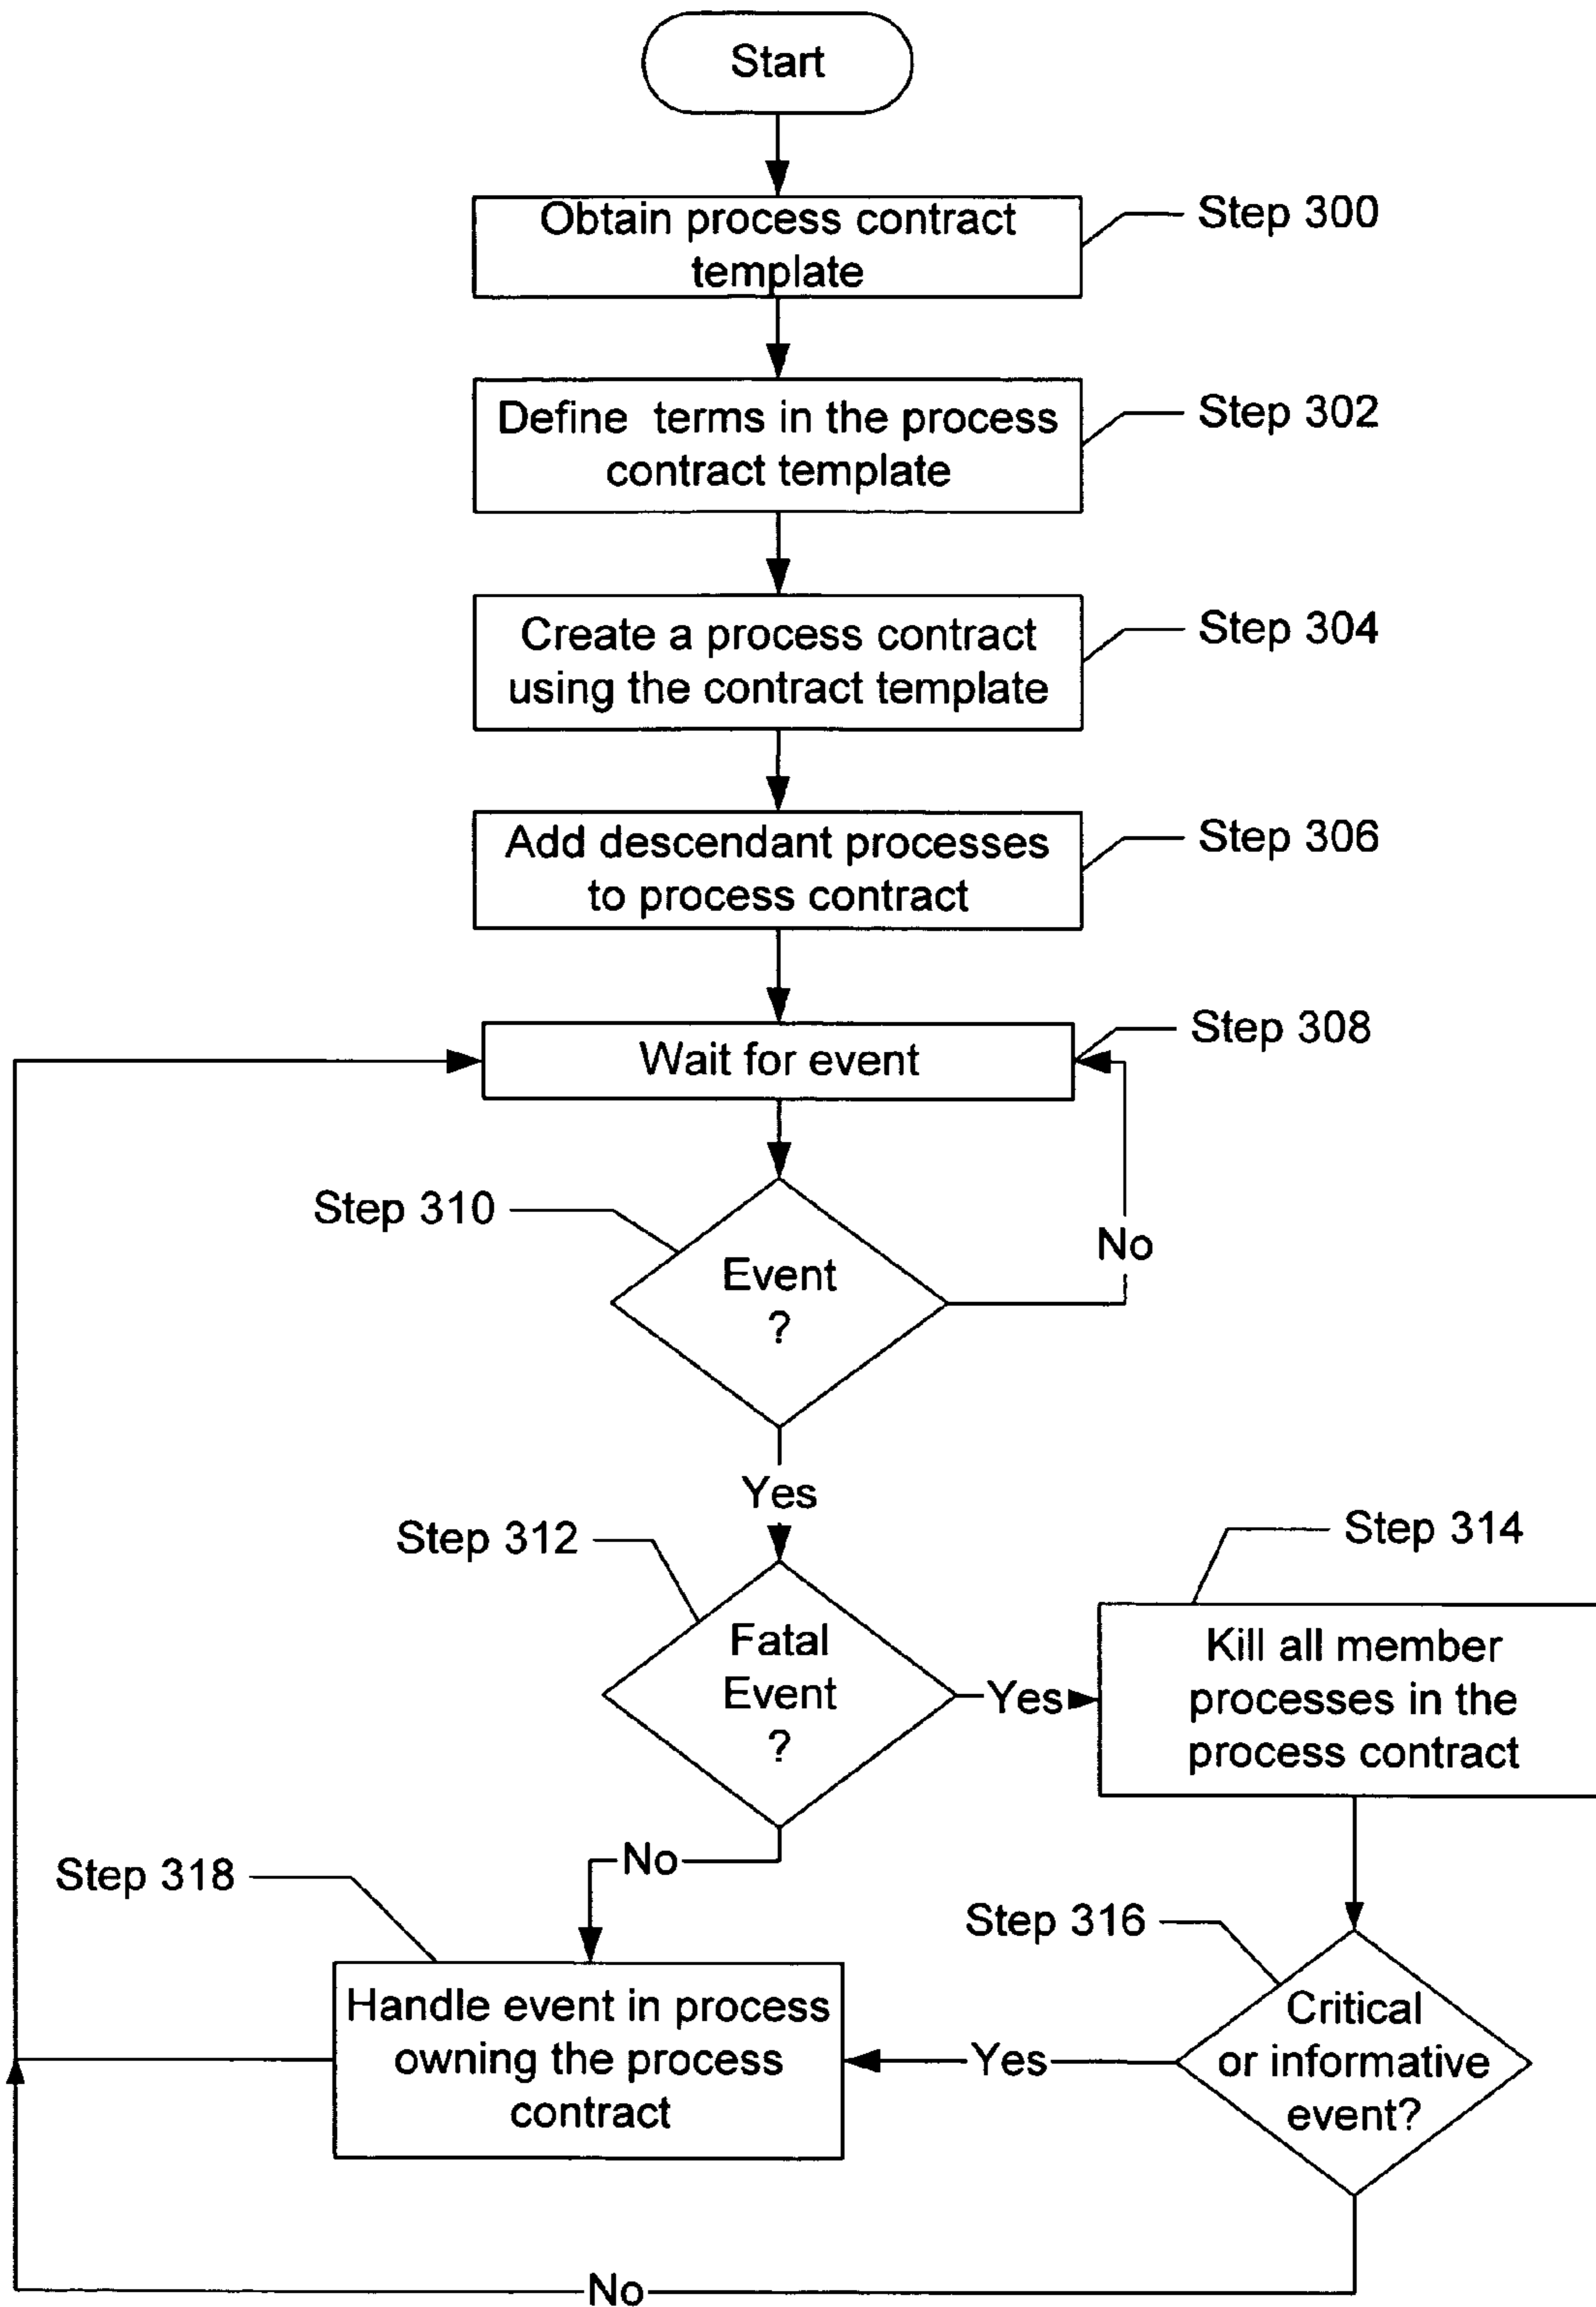 Start
Obtain process contract
template
Step 300
Define terms in the process
contract template
Step 302
Create a process contract
using the contract template
Step 304
Add descendant processes
to process contract
Step 306
Wait for event
Step 308
Step 310
Event
?
No
Yes
Step 312
Fatal
Event
?
Yes
Step 314
Kill all member
processes in the
process contract
No
Step 318
Handle event in process
owning the process
contract
Step 316
Critical
or informative
event?
Yes
No